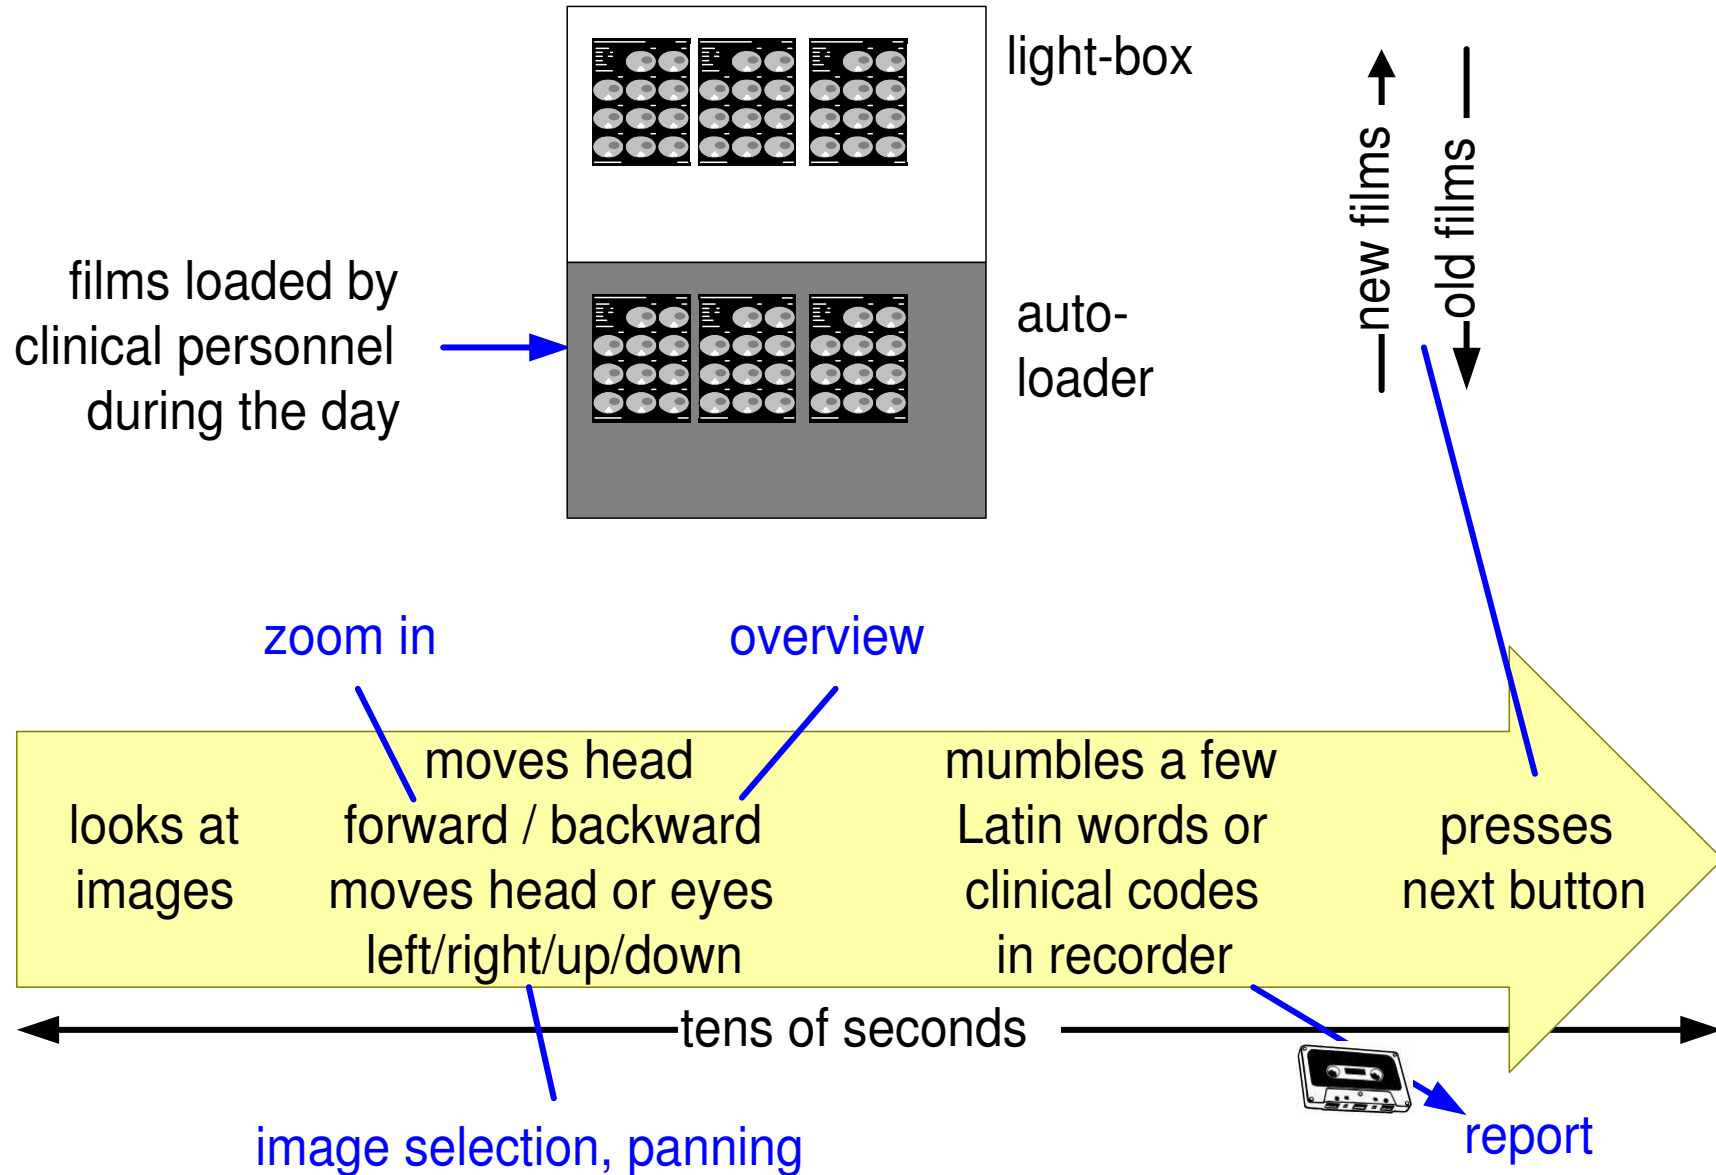 light-box
new films
old films
films loaded by
clinical personnel
during the day
auto-
loader
zoom in
overview
looks at
images
moves head
forward / backward
moves head or eyes
left/right/up/down
mumbles a few
Latin words or
clinical codes
in recorder
presses
next button
tens of seconds
image selection, panning
report